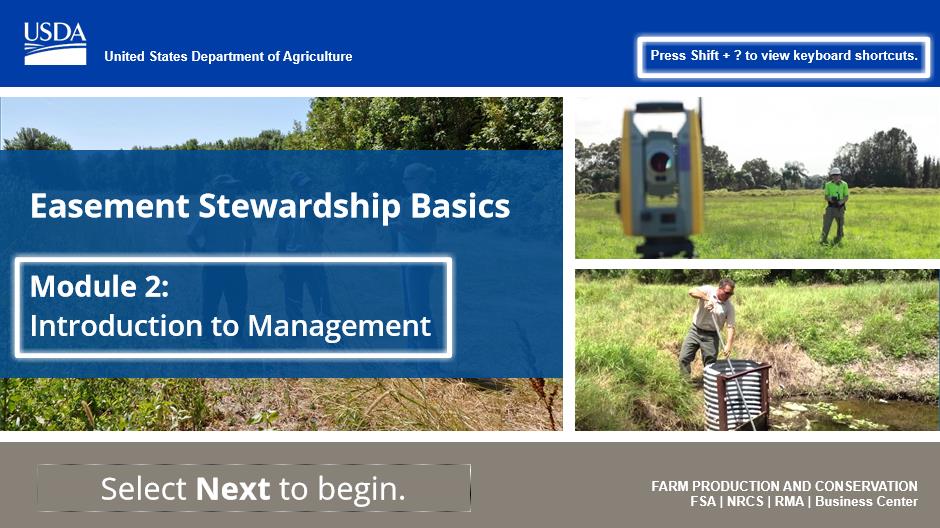 USDA
United States Department of Agriculture
Press Shift + ? to view keyboard shortcuts.
Easement Stewardship Basics
Module 2:
Introduction to Management
Select Next to begin.
FARM PRODUCTION AND CONSERVATION
FSA | NRCS | RMA | Business Center